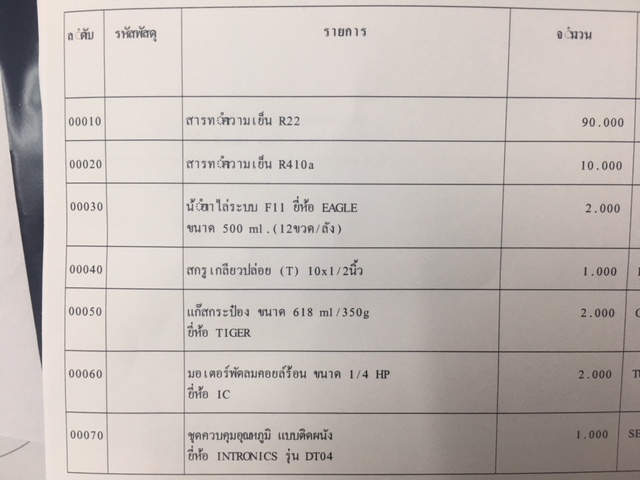 ลำดับ รหัสพัสดุ รายการ จำนวน
00010 สารทำความเย็น R22 90.000
00020 สารทำความเย็น R410a 10.000
00030 น้ำยาไล่ระบบ F11 ยี่ห้อ EAGLE 2.000
ขนาด 500 ml.(12ขวด/ลัง)
00040 สกรูเกลียวปล่อย (T) 10x1/2นิ้ว 1.000
00050 แก๊สกระป๋อง ขนาด 618 ml/350g 2.000
ยี่ห้อ TIGER
00060 มอเตอร์พัดลมคอยล์ร้อน ขนาด 1/4 HP 2.000
ยี่ห้อ IC
00070 ชุดควบคุมอุณหภูมิ แบบติดผนัง 1.000 SE
ยี่ห้อ INTRONICS รุ่น DT04